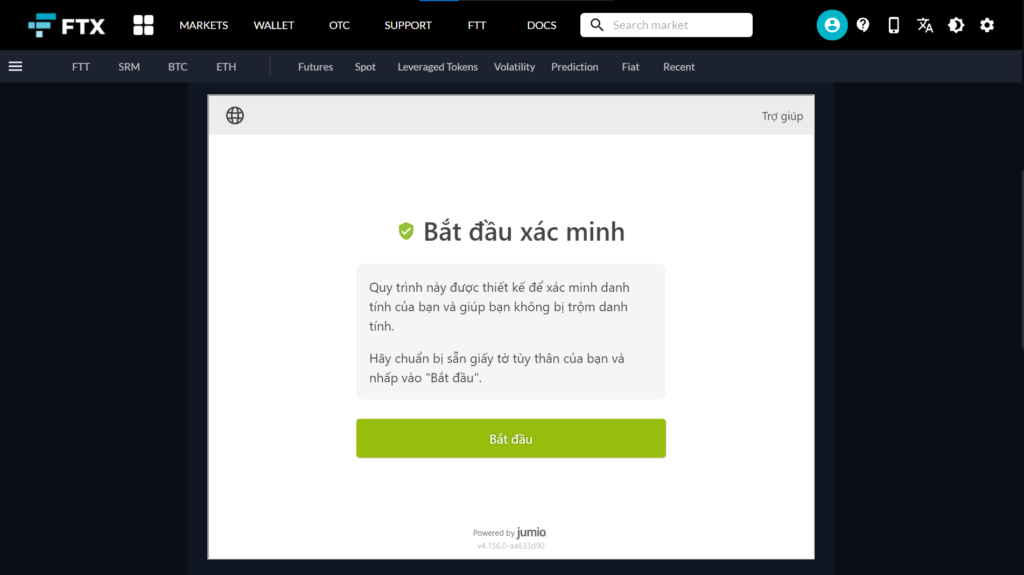 FTX MARKETS WALLET OTC SUPPORT FTT DOCS Search market
FTT SRM BTC ETH Futures Spot Leveraged Tokens Volatility Prediction Fiat Recent
Trợ giúp
Bắt đầu xác minh
Quy trình này được thiết kế để xác minh danh
tính của bạn và giúp bạn không bị trộm danh
tính.
Hãy chuẩn bị sẵn giấy tờ tùy thân của bạn và
nhấp vào "Bắt đầu".
Bắt đầu
Powered by jumio.
v4.156.0-aa633d90